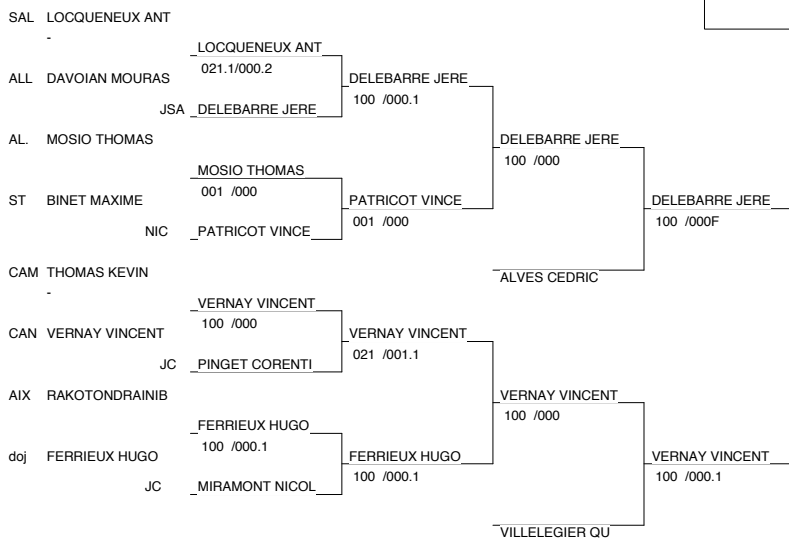 SAL LOCQUENEUX ANT
-
LOCQUENEUX ANT
021.1/000.2
ALL DAVOIAN MOURAS
DELEBARRE JERE
100 /000.1
JSA DELEBARRE JERE
AL. MOSIO THOMAS
DELEBARRE JERE
100 /000
MOSIO THOMAS
001 /000
ST BINET MAXIME
PATRICOT VINCE
001 /000
DELEBARRE JERE
100 /000F
NIC PATRICOT VINCE
CAM THOMAS KEVIN
-
ALVES CEDRIC
VERNAY VINCENT
100 /000
CAN VERNAY VINCENT
VERNAY VINCENT
021 /001.1
JC PINGET CORENTI
AIX RAKOTONDRAINIB
VERNAY VINCENT
100 /000
FERRIEUX HUGO
100 /000.1
doj FERRIEUX HUGO
FERRIEUX HUGO
100 /000.1
VERNAY VINCENT
100 /000.1
JC MIRAMONT NICOL
VILLELEGIER QU